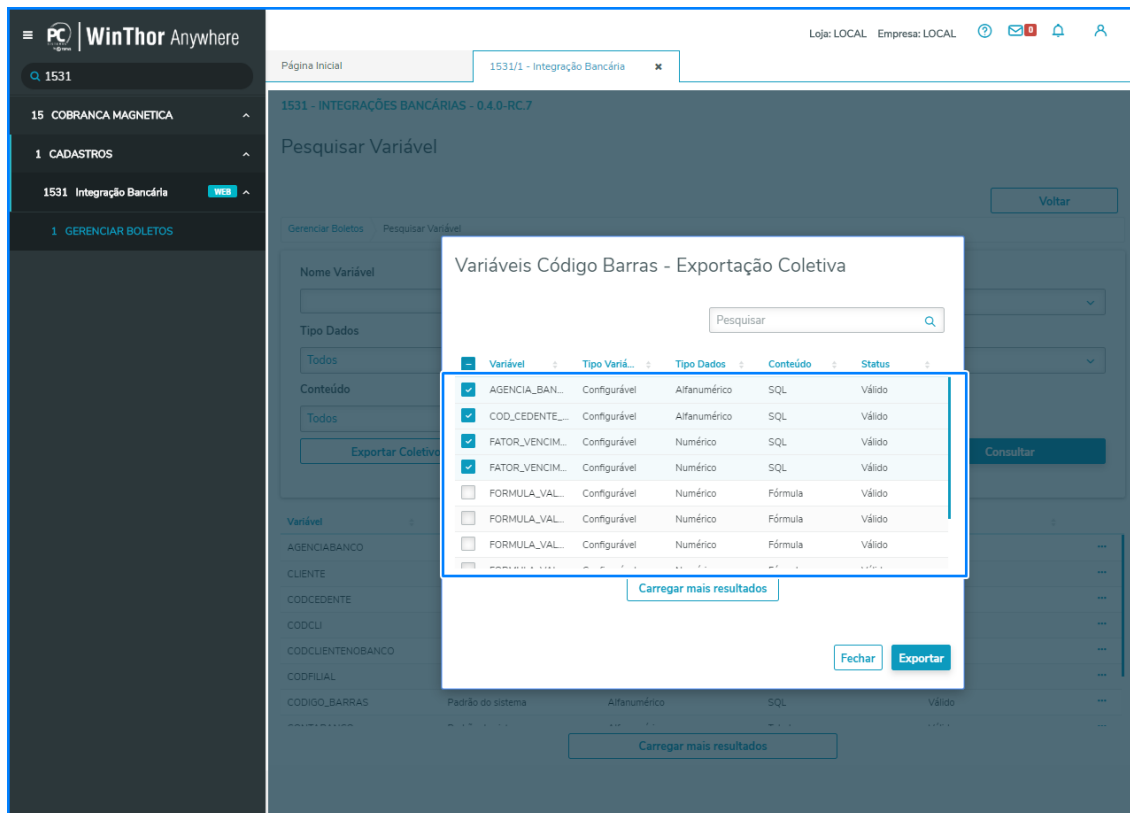 PC WinThor Anywhere
Loja: LOCAL Empresa: LOCAL 0
1531
Página Inicial 1531/1 - Integração Bancária
15 COBRANCA MAGNETICA
1 CADASTROS
1531 Integração Bancária WEB
1 GERENCIAR BOLETOS
1531 - INTEGRAÇÕES BANCÁRIAS - 0.4.0-RC.7
Pesquisar Variável
Voltar
Gerenciar Boletos Pesquisar Variável
Nome Variável
Tipo Dados
Todos
Conteúdo
Todos
Exportar Coletivo
Consultar
Variáveis Código Barras - Exportação Coletiva
Pesquisar
Variável Tipo Variá... Tipo Dados Conteúdo Status
AGENCIA_BAN... Configurável Alfanumérico SQL Válido
COD_CEDENTE_... Configurável Alfanumérico SQL Válido
FATOR_VENCIM... Configurável Numérico SQL Válido
FATOR_VENCIM... Configurável Numérico SQL Válido
FORMULA_VAL... Configurável Numérico Fórmula Válido
FORMULA_VAL... Configurável Numérico Fórmula Válido
FORMULA_VAL... Configurável Numérico Fórmula Válido
Carregar mais resultados
Fechar Exportar
Variável
AGENCIABANCO
CLIENTE
CODCEDENTE
CODCLI
CODCLIENTENOBANCO
CODFILIAL
CODIGO_BARRAS Padrão do sistema Alfanumérico SQL Válido
Carregar mais resultados